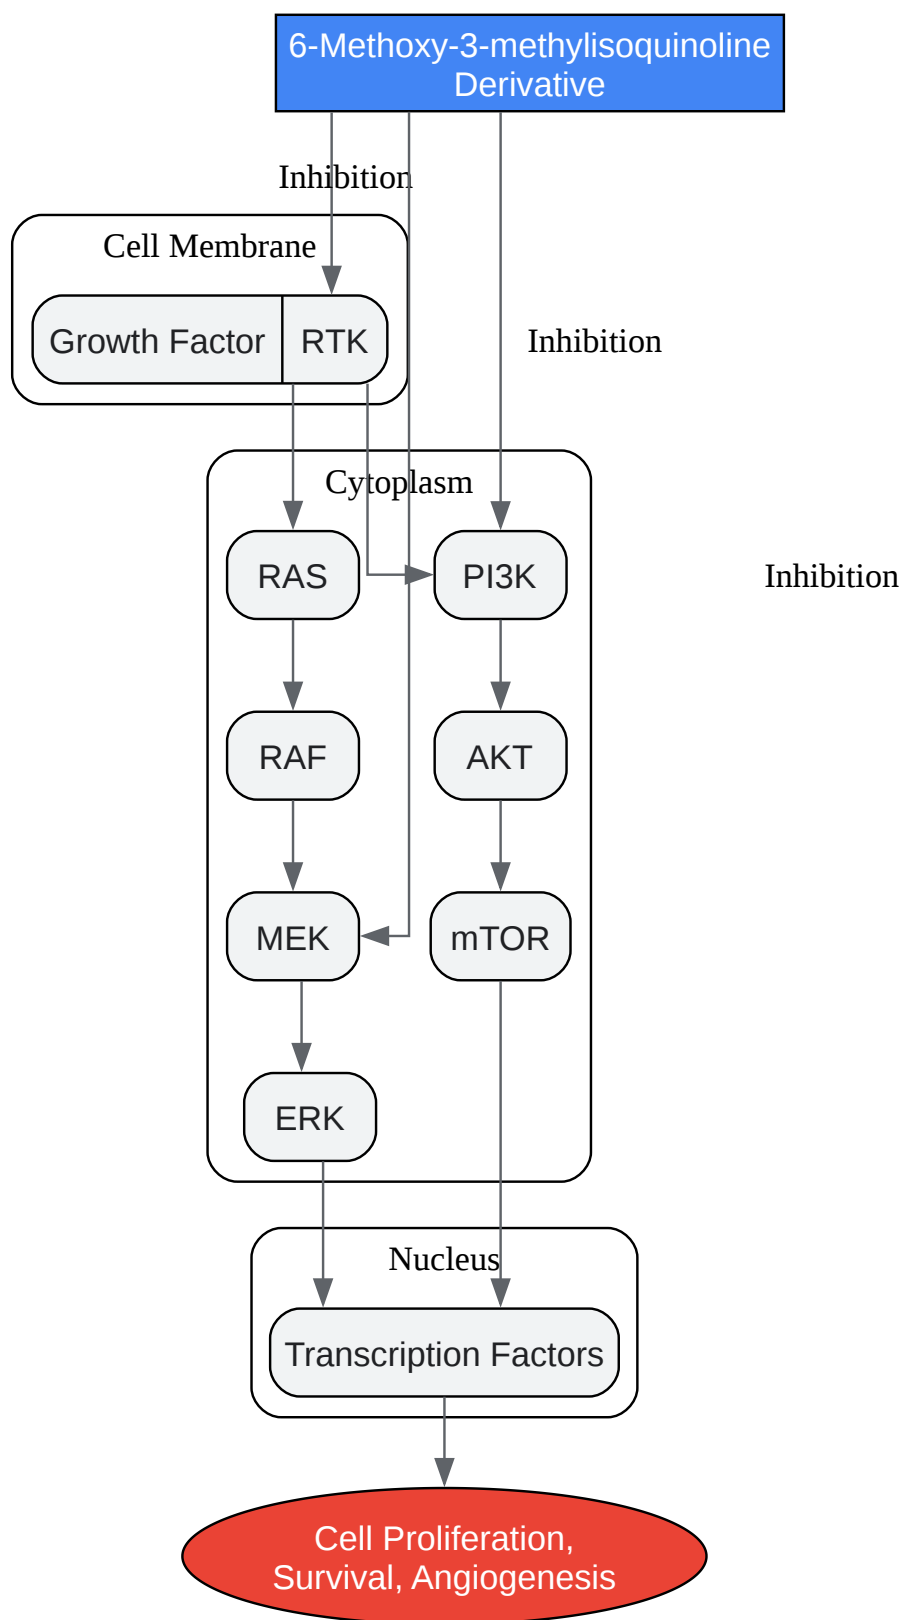 6-Methoxy-3-methylisoquinoline
Derivative
Inhibition
Cell Membrane
Growth Factor
RTK
Inhibition
Cytoplasm
RAS
PI3K
Inhibition
RAF
AKT
MEK
mTOR
ERK
Nucleus
Transcription Factors
Cell Proliferation,
Survival, Angiogenesis